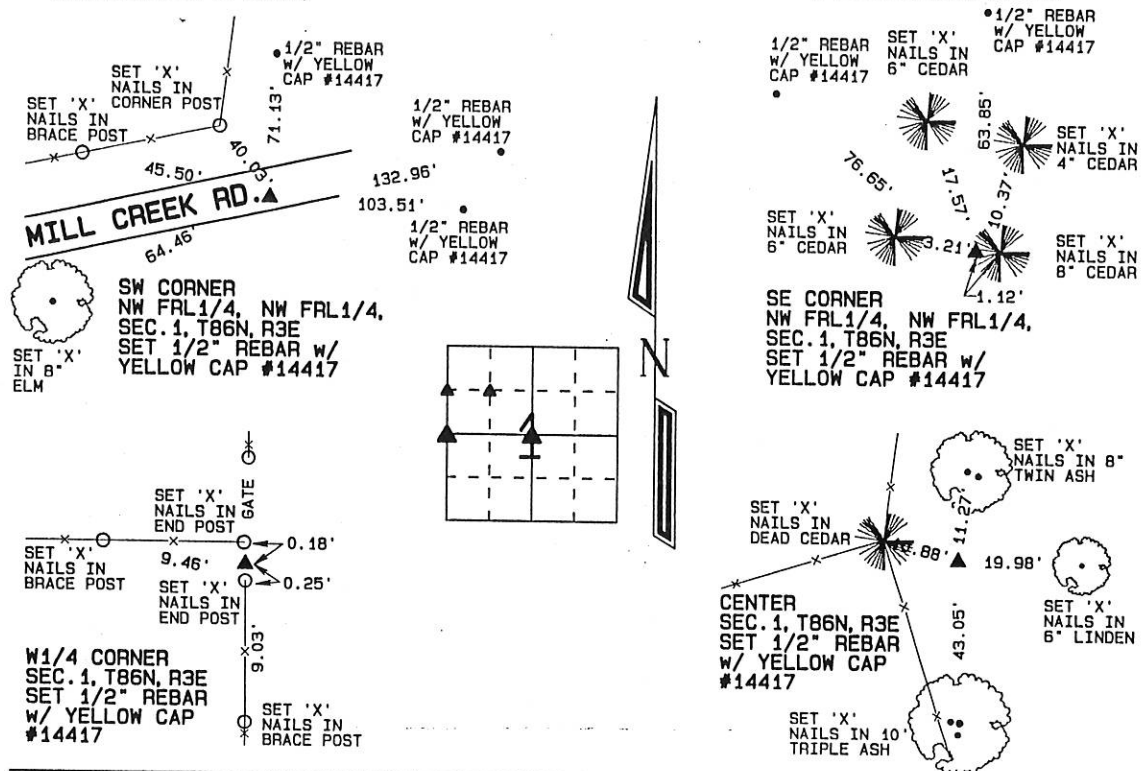 SET 'X'
NAILS IN
CORNER POST
1/2" REBAR
w/ YELLOW
CAP #14417
SET 'X'
NAILS IN
BRACE POST
71.13'
1/2" REBAR
w/ YELLOW
CAP #14417
45.50'
40.03'
132.96'
103.51'
MILL CREEK RD.
64.46'
1/2" REBAR
w/ YELLOW
CAP #14417
SET 'X'
IN 8"
ELM
SW CORNER
NW FRL1/4, NW FRL1/4,
SEC.1, T86N, R3E
SET 1/2" REBAR w/
YELLOW CAP #14417
1/2" REBAR
w/ YELLOW
CAP #14417
SET 'X'
NAILS IN
6" CEDAR
1/2" REBAR
w/ YELLOW
CAP #14417
63.85'
SET 'X'
NAILS IN
4" CEDAR
76.65'
17.57'
10.37'
SET 'X'
NAILS IN
6" CEDAR
3.21'
SET 'X'
NAILS IN
8" CEDAR
1.12'
SE CORNER
NW FRL1/4, NW FRL1/4,
SEC.1, T86N, R3E
SET 1/2" REBAR w/
YELLOW CAP #14417
N
1
SET 'X'
NAILS IN
END POST
GATE
0.18'
SET 'X'
NAILS IN
BRACE POST
9.46'
0.25'
SET 'X'
NAILS IN
END POST
9.03'
W1/4 CORNER
SEC.1, T86N, R3E
SET 1/2" REBAR
w/ YELLOW CAP
#14417
SET 'X'
NAILS IN
BRACE POST
SET 'X'
NAILS IN 8"
TWIN ASH
SET 'X'
NAILS IN
DEAD CEDAR
11.27'
19.98'
SET 'X'
NAILS IN
6" LINDEN
CENTER
SEC.1, T86N, R3E
SET 1/2" REBAR
w/ YELLOW CAP
#14417
43.05'
SET 'X'
NAILS IN 10'
TRIPLE ASH